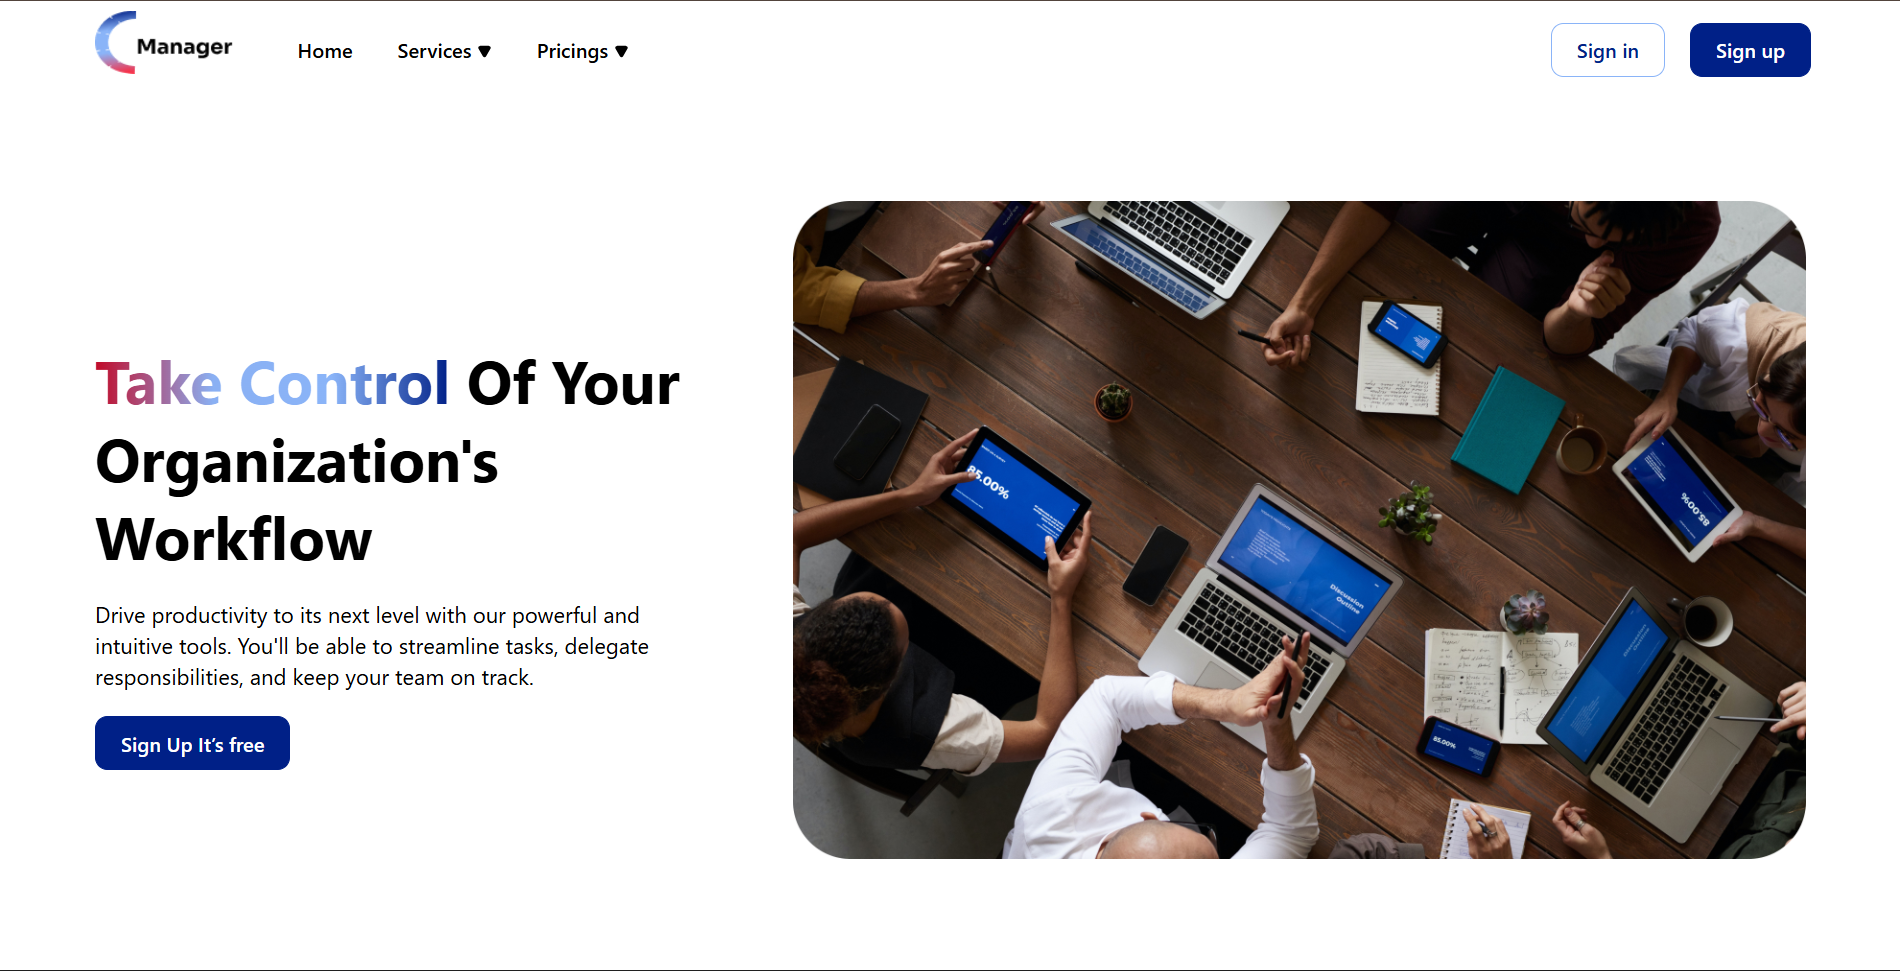 Manager
Home
Services
Pricings
Sign in
Sign up
Take Control Of Your
Organization's
Workflow
Drive productivity to its next level with our powerful and
intuitive tools. You'll be able to streamline tasks, delegate
responsibilities, and keep your team on track.
Sign Up It’s free
85.00%
85.00%
Discussion
Outline
Discussion
Outline
85.00%